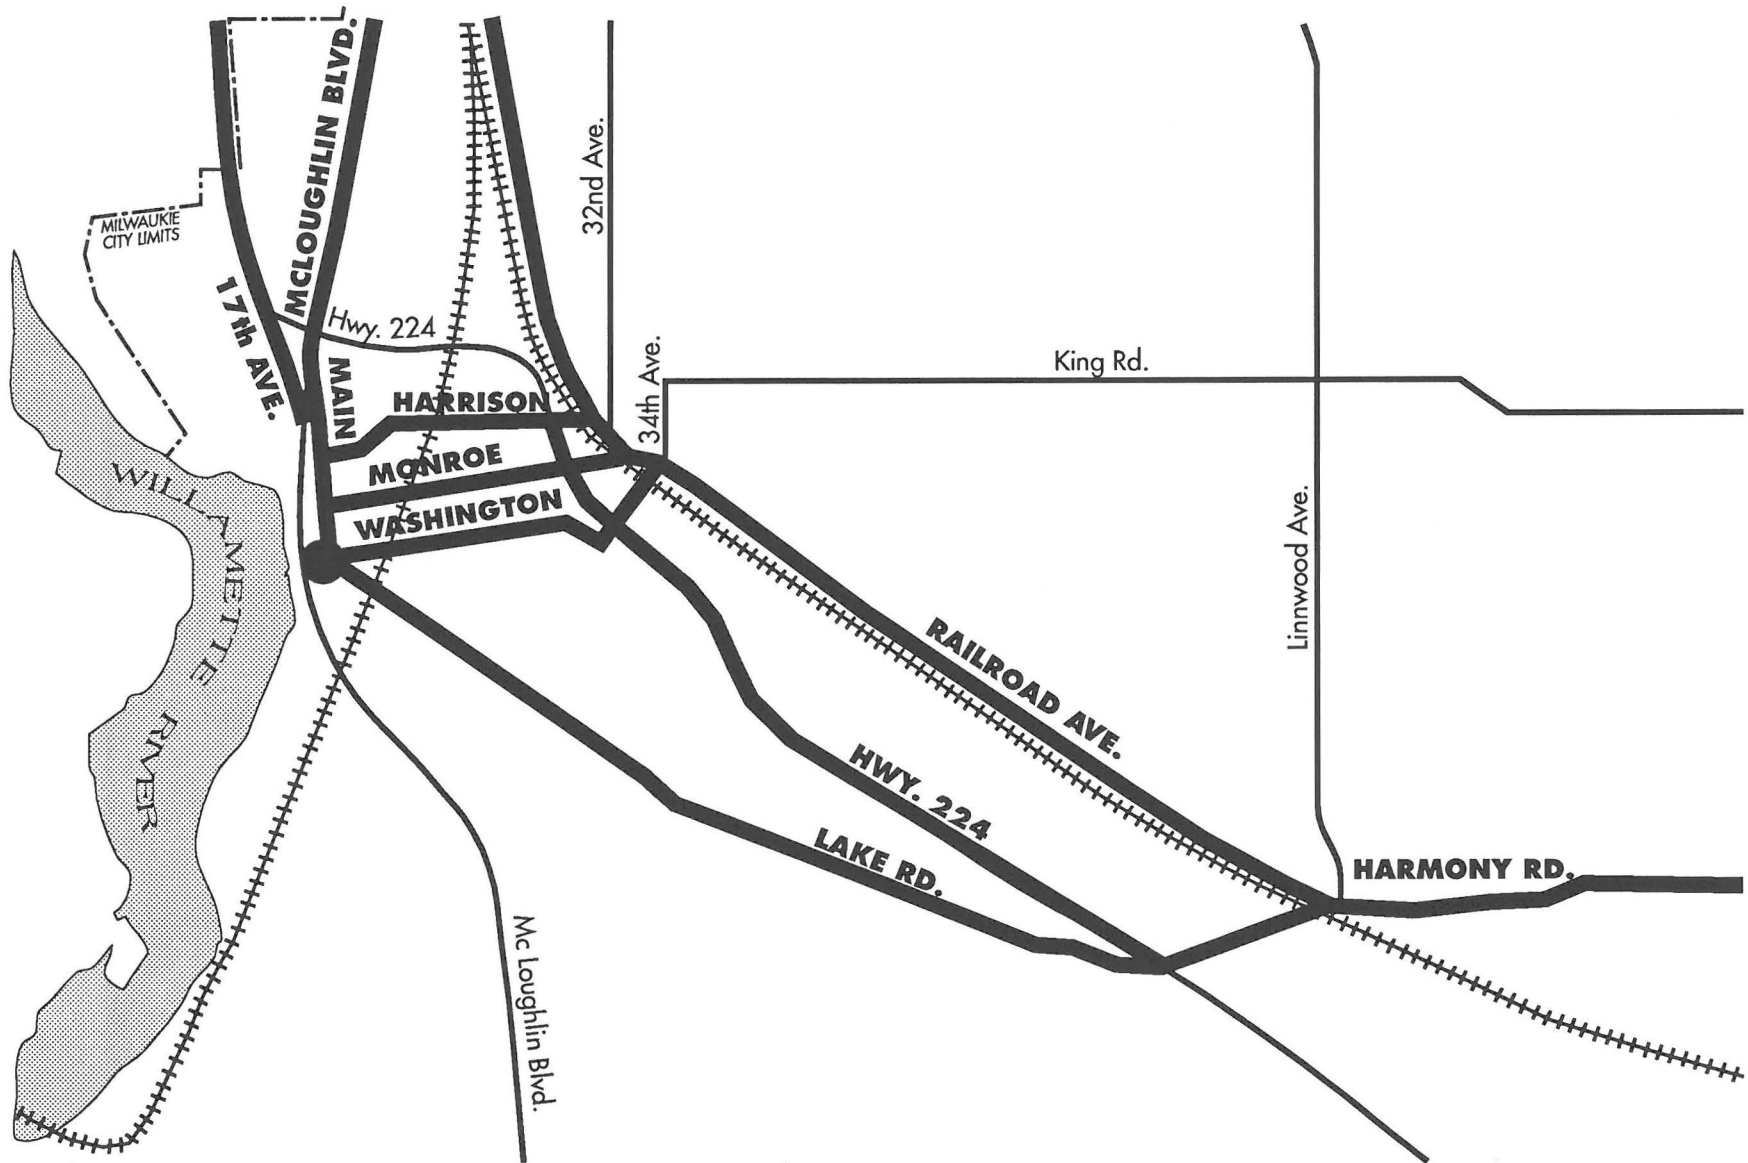 MCLOUGHLIN BLVD.
32nd Ave.
MILWAUKIE
CITY LIMITS
17th AVE.
Hwy. 224
MAIN
34th Ave.
King Rd.
HARRISON
MONROE
WASHINGTON
WILLAMETTE
RIVER
Linnwood Ave.
RAILROAD AVE.
HWY. 224
LAKE RD.
HARMONY RD.
Mc Loughlin Blvd.